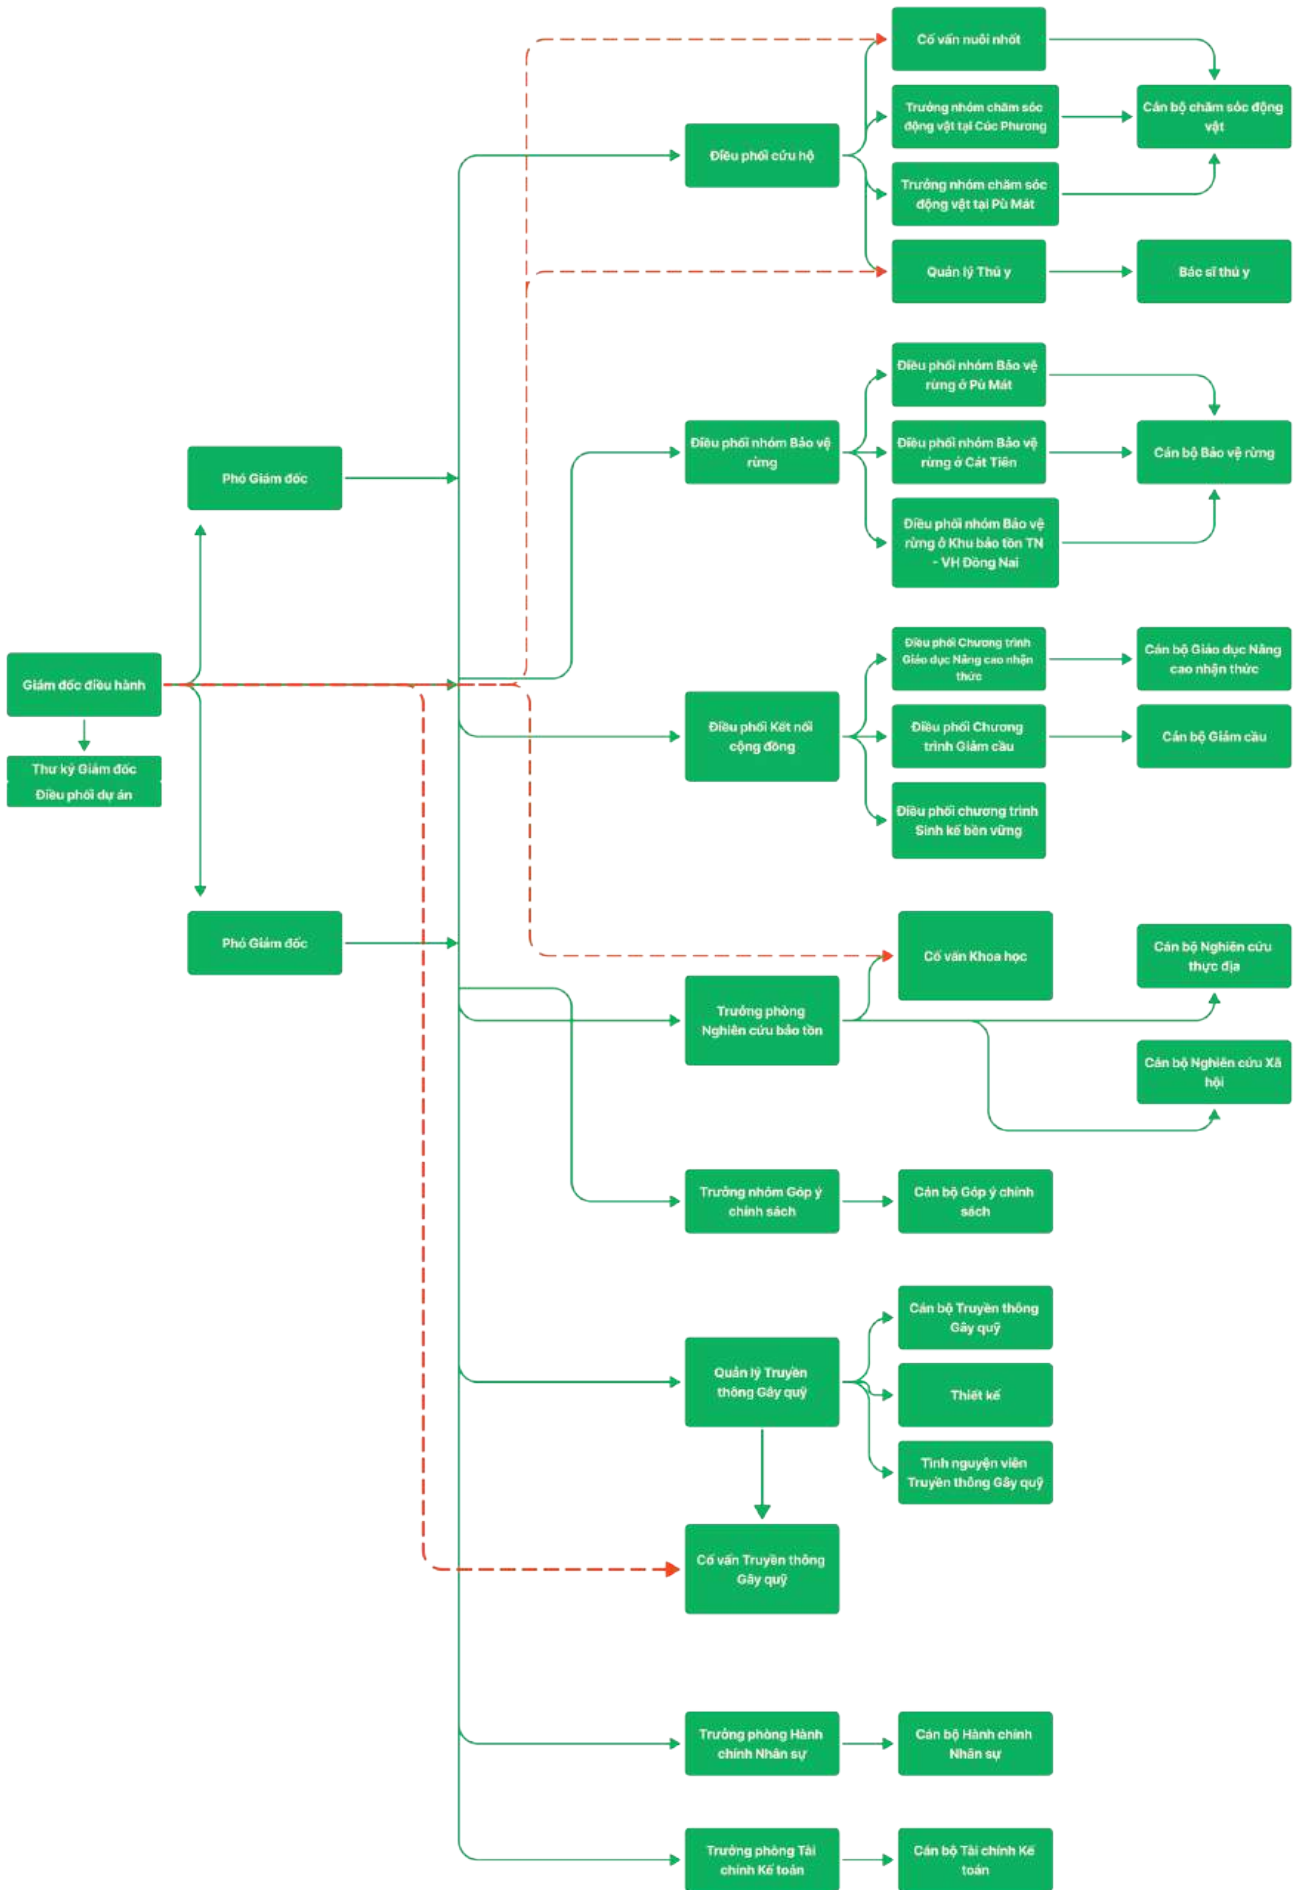 Cố vấn nuôi nhốt
Trưởng nhóm chăm sóc
động vật tại Cúc Phương
Cán bộ chăm sóc động
vật
Điều phối cứu hộ
Trưởng nhóm chăm sóc
động vật tại Pù Mát
Quản lý Thú y
Bác sĩ thú y
Điều phối nhóm Bảo vệ
rừng ở Pù Mát
Điều phối nhóm Bảo vệ
rừng
Điều phối nhóm Bảo vệ
rừng ở Cát Tiên
Cán bộ Bảo vệ rừng
Phó Giám đốc
Điều phối nhóm Bảo vệ
rừng ở Khu bảo tồn TN
- VH Đồng Nai
Giám đốc điều hành
Thư ký Giám đốc
Điều phối dự án
Điều phối Chương trình
Giáo dục Nâng cao nhận
thức
Cán bộ Giáo dục Nâng
cao nhận thức
Điều phối Kết nối
cộng đồng
Điều phối Chương
trình Giảm cầu
Cán bộ Giảm cầu
Điều phối chương trình
Sinh kế bền vững
Phó Giám đốc
Cố vấn Khoa học
Cán bộ Nghiên cứu
thực địa
Trưởng phòng
Nghiên cứu bảo tồn
Cán bộ Nghiên cứu Xã
hội
Trưởng nhóm Góp ý
chính sách
Cán bộ Góp ý chính
sách
Cán bộ Truyền thông
Gây quỹ
Quản lý Truyền
thông Gây quỹ
Thiết kế
Tình nguyện viên
Truyền thông Gây quỹ
Cố vấn Truyền thông
Gây quỹ
Trưởng phòng Hành
chính Nhân sự
Cán bộ Hành chính
Nhân sự
Trưởng phòng Tài
chính Kế toán
Cán bộ Tài chính Kế
toán